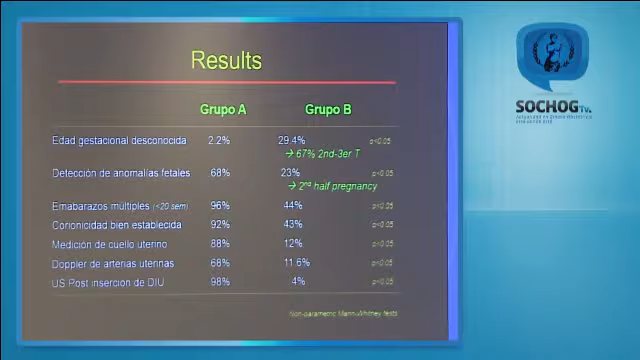 Results
Grupo A Grupo B
Edad gestacional desconocida 2.2% 29.4% p<0.05
→ 67% 2nd-3er T
Detección de anomalías fetales 68% 23% p<0.05
→ 2nd half pregnancy
Emabarazos múltiples (<20 sem) 96% 44% p<0.05
Corionicidad bien establecida 92% 43% p<0.05
Medición de cuello uterino 88% 12% p<0.05
Doppler de arterias uterinas 68% 11.6% p<0.05
US Post inserción de DIU 98% 4% p<0.05
Non-parametric Mann-Whitney tests
SOCHOG Tv.